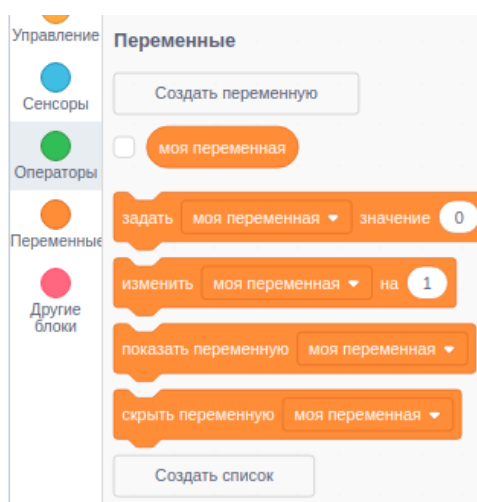 Управление
Сенсоры
Операторы
Переменные
Другие
блоки
Переменные
Создать переменную
моя переменная
задать моя переменная значение 0
изменить моя переменная на 1
показать переменную моя переменная
скрыть переменную моя переменная
Создать список